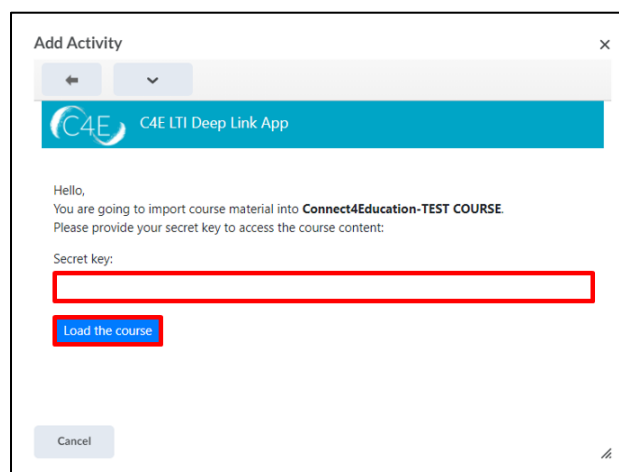 Add Activity
C4E C4E LTI Deep Link App
Hello,
You are going to import course material into Connect4Education-TEST COURSE.
Please provide your secret key to access the course content:
Secret key:
Load the course
Cancel